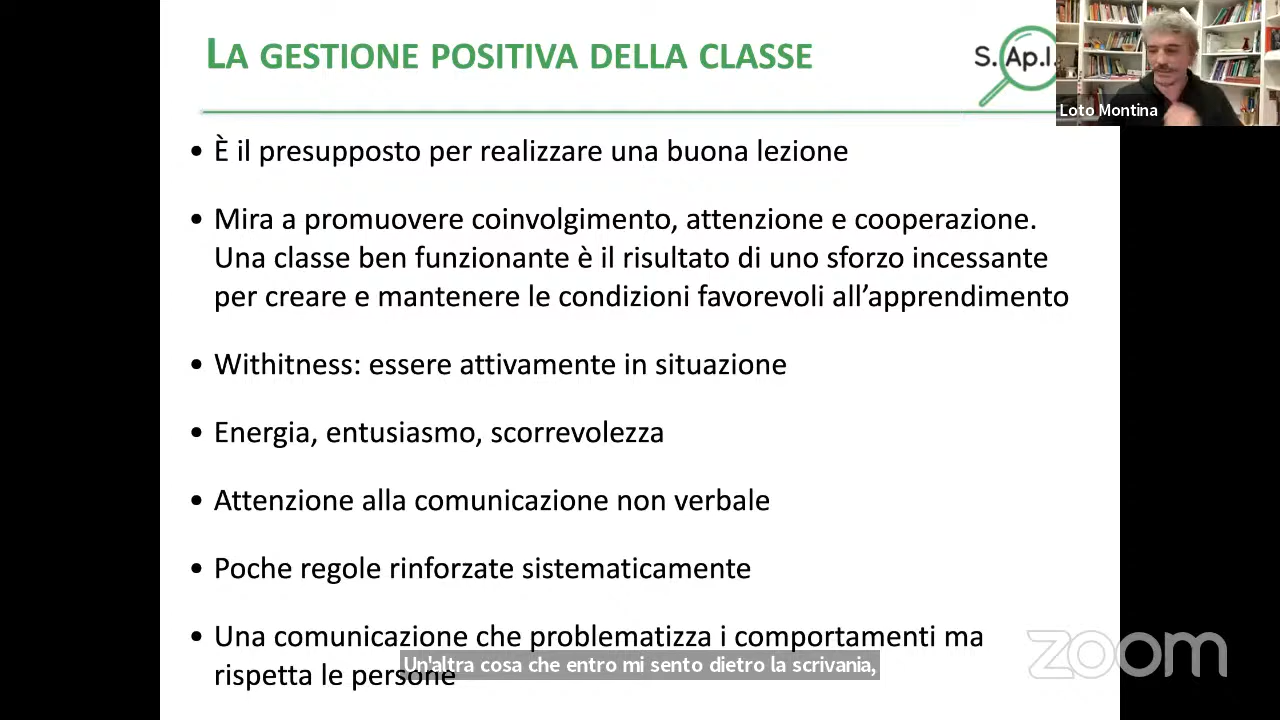 LA GESTIONE POSITIVA DELLA CLASSE
S.Ap.I.
Loto Montina
• È il presupposto per realizzare una buona lezione
• Mira a promuovere coinvolgimento, attenzione e cooperazione.
Una classe ben funzionante è il risultato di uno sforzo incessante
per creare e mantenere le condizioni favorevoli all'apprendimento
• Withitness: essere attivamente in situazione
• Energia, entusiasmo, scorrevolezza
• Attenzione alla comunicazione non verbale
• Poche regole rinforzate sistematicamente
• Una comunicazione che problematizza i comportamenti ma
rispetta le persone
Un'altra cosa che entro mi sento dietro la scrivania,
zoom